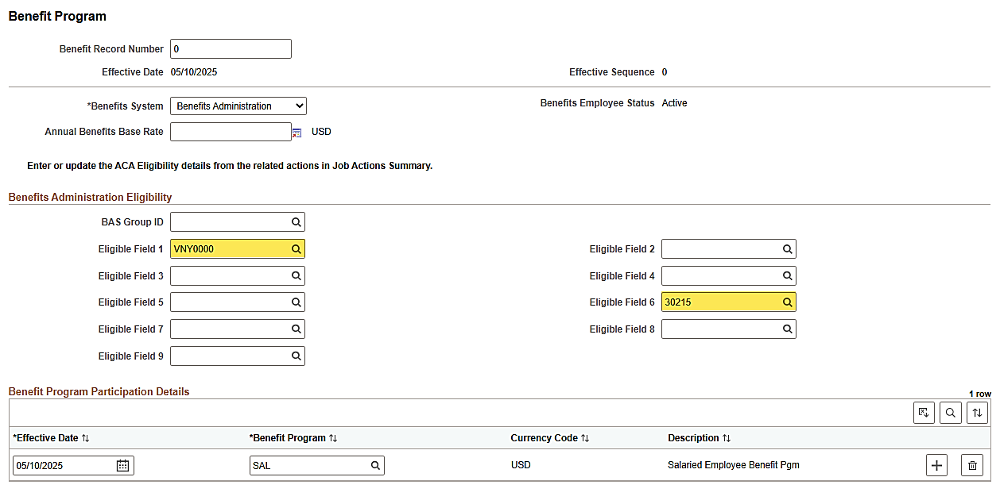 Benefit Program
Benefit Record Number 0
Effective Date 05/10/2025 Effective Sequence 0
*Benefits System Benefits Administration Benefits Employee Status Active
Annual Benefits Base Rate USD
Enter or update the ACA Eligibility details from the related actions in Job Actions Summary.
Benefits Administration Eligibility
BAS Group ID
Eligible Field 1 VNY0000 Eligible Field 2
Eligible Field 3 Eligible Field 4
Eligible Field 5 Eligible Field 6 30215
Eligible Field 7 Eligible Field 8
Eligible Field 9
Benefit Program Participation Details
1 row
*Effective Date *Benefit Program Currency Code Description
05/10/2025 SAL USD Salaried Employee Benefit Pgm